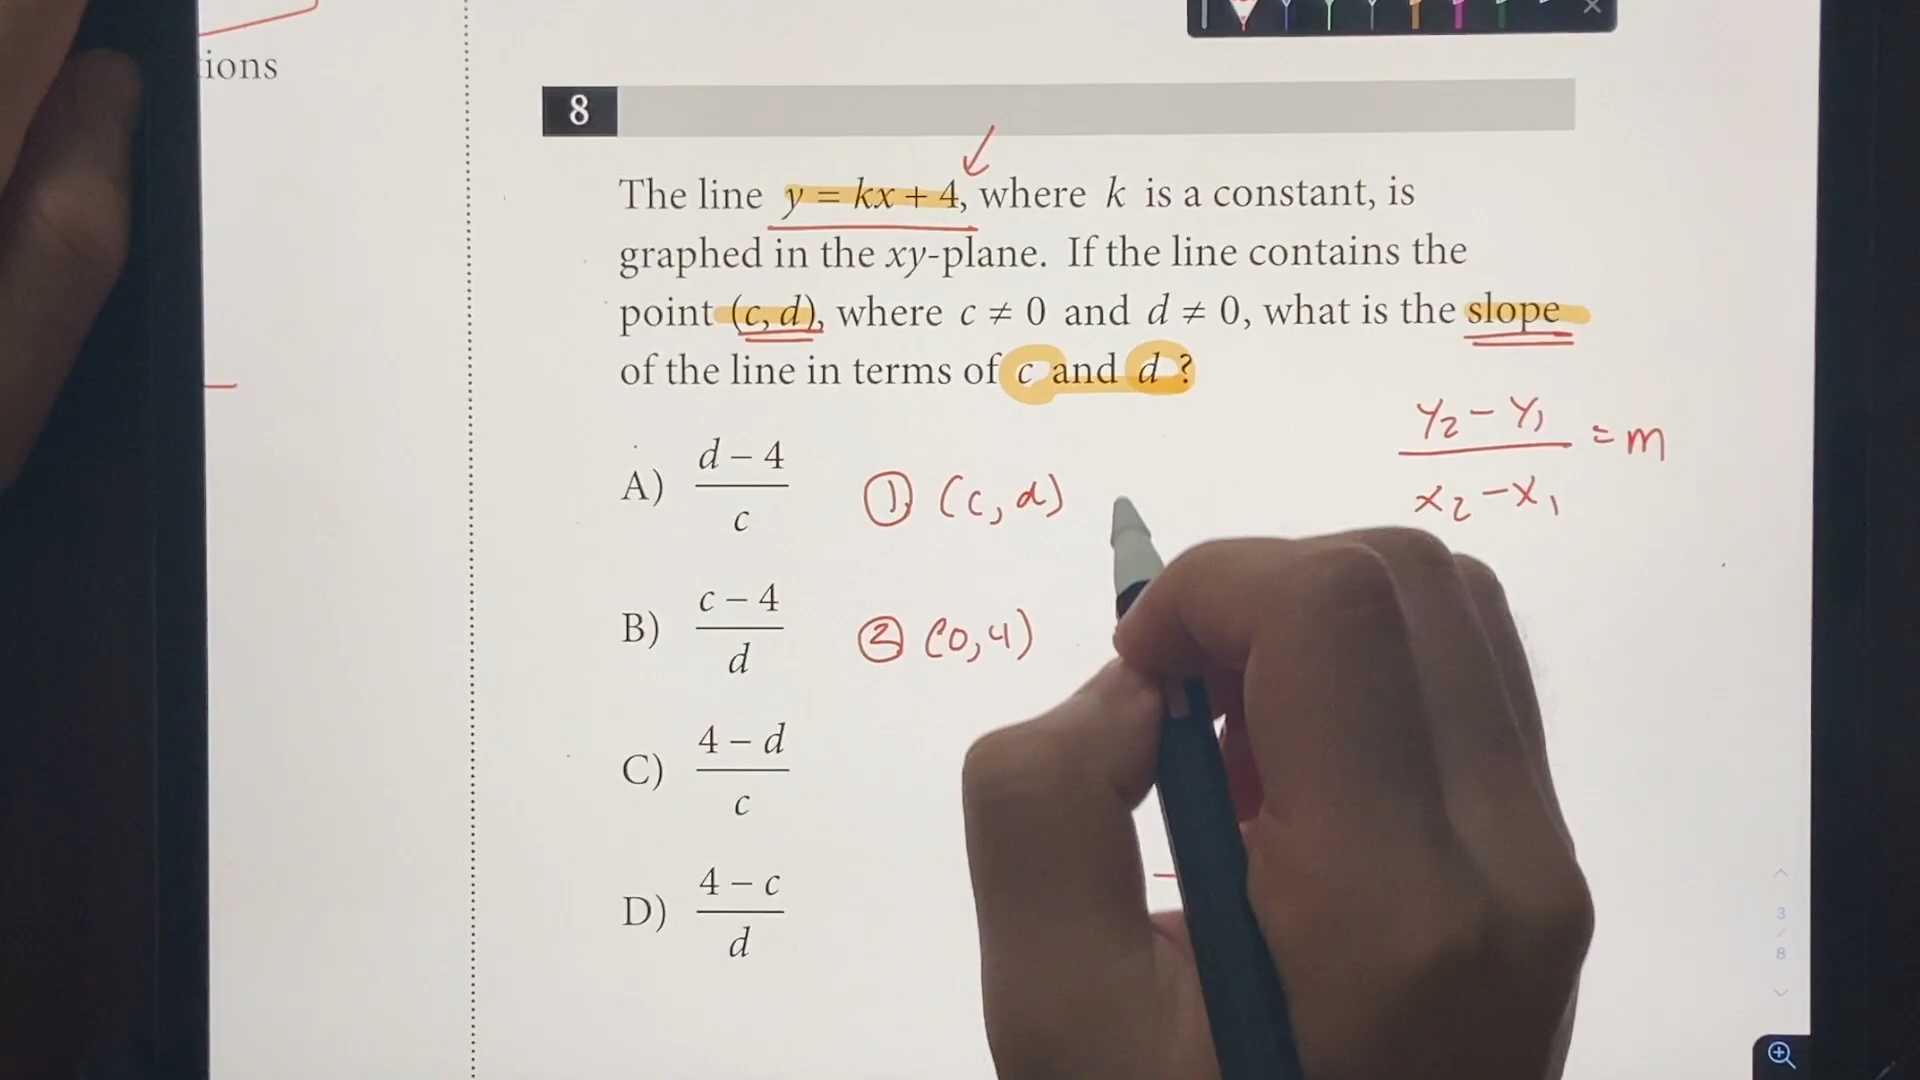 ions
8
The line y = kx + 4, where k is a constant, is
graphed in the xy-plane. If the line contains the
point (c, d), where c ≠ 0 and d ≠ 0, what is the slope
of the line in terms of c and d ?
y₂ - y₁ / x₂ - x₁ = m
A) d – 4 / c
① (c, d)
B) c – 4 / d
② (0, 4)
C) 4 – d / c
D) 4 – c / d
3
/
8